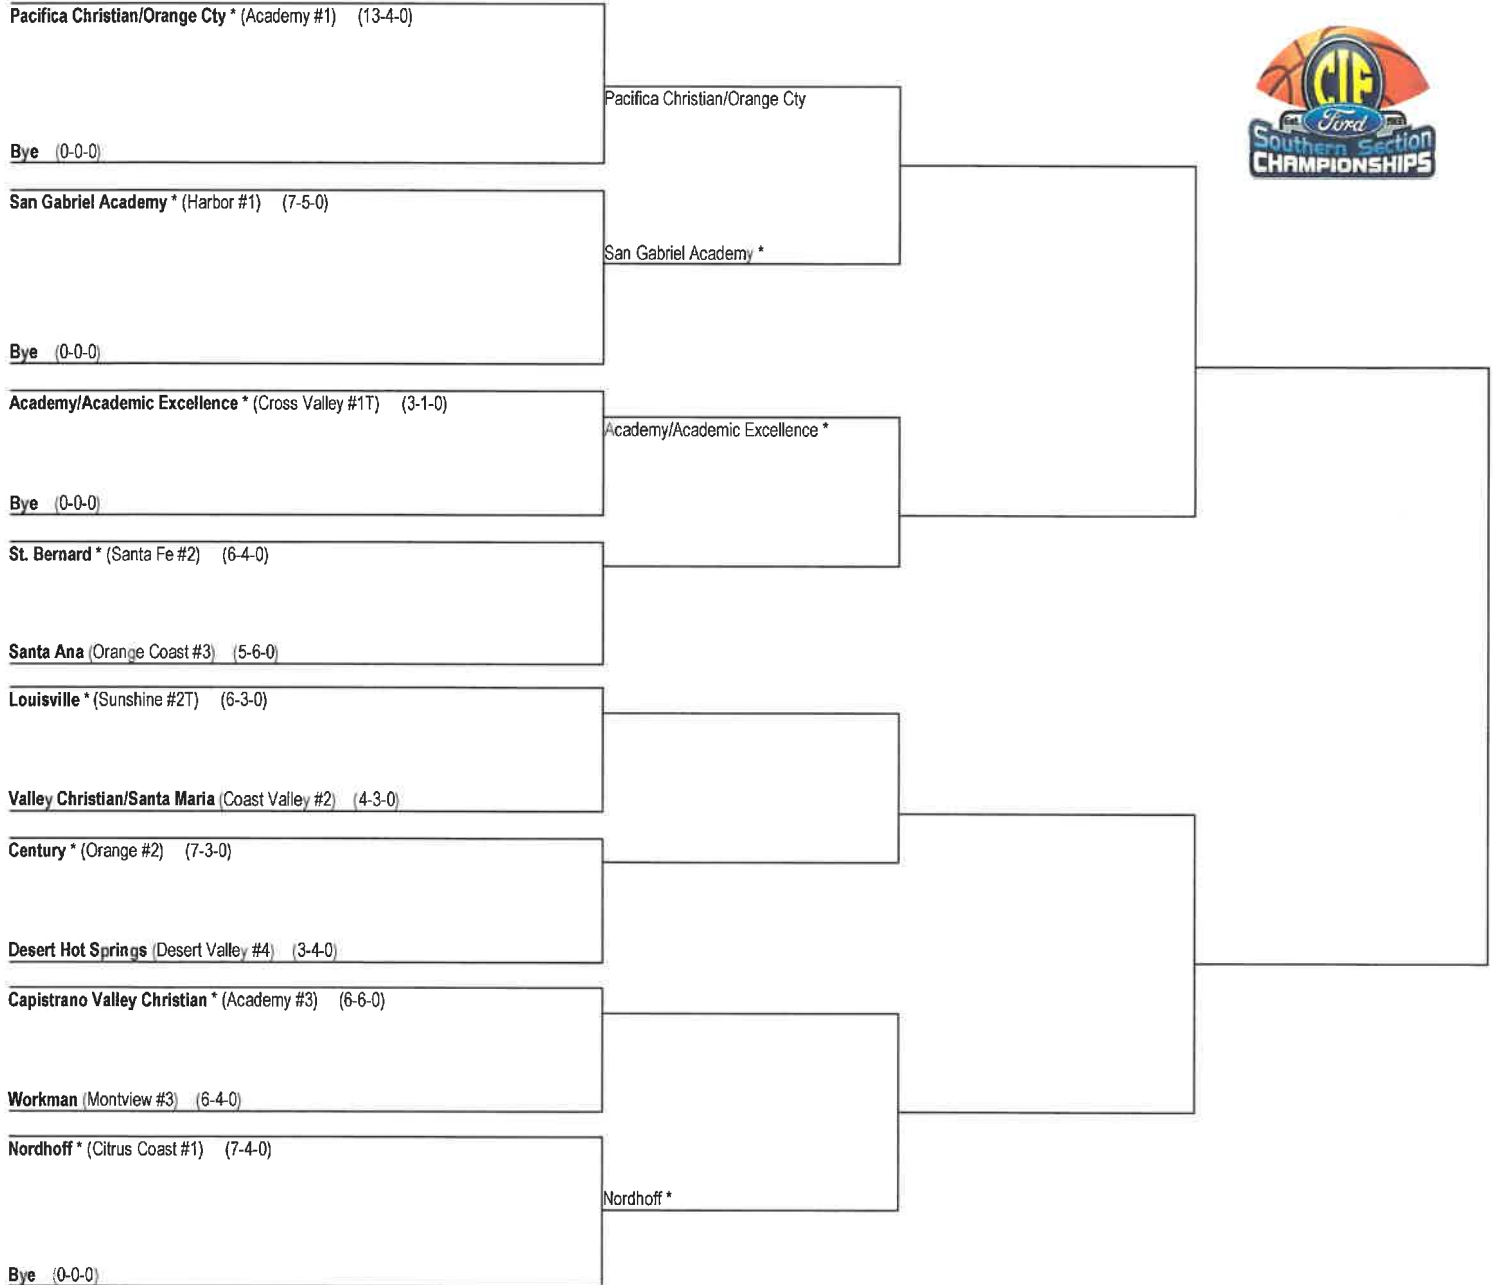 Pacifica Christian/Orange Cty * (Academy #1) (13-4-0)
Pacifica Christian/Orange Cty
Bye (0-0-0)
San Gabriel Academy * (Harbor #1) (7-5-0)
San Gabriel Academy *
Bye (0-0-0)
Academy/Academic Excellence * (Cross Valley #1T) (3-1-0)
Academy/Academic Excellence *
Bye (0-0-0)
St. Bernard * (Santa Fe #2) (6-4-0)
Santa Ana (Orange Coast #3) (5-6-0)
Louisville * (Sunshine #2T) (6-3-0)
Valley Christian/Santa Maria (Coast Valley #2) (4-3-0)
Century * (Orange #2) (7-3-0)
Desert Hot Springs (Desert Valley #4) (3-4-0)
Capistrano Valley Christian * (Academy #3) (6-6-0)
Workman (Montview #3) (6-4-0)
Nordhoff * (Citrus Coast #1) (7-4-0)
Nordhoff *
Bye (0-0-0)
CIF
Ford
Southern Section
CHAMPIONSHIPS